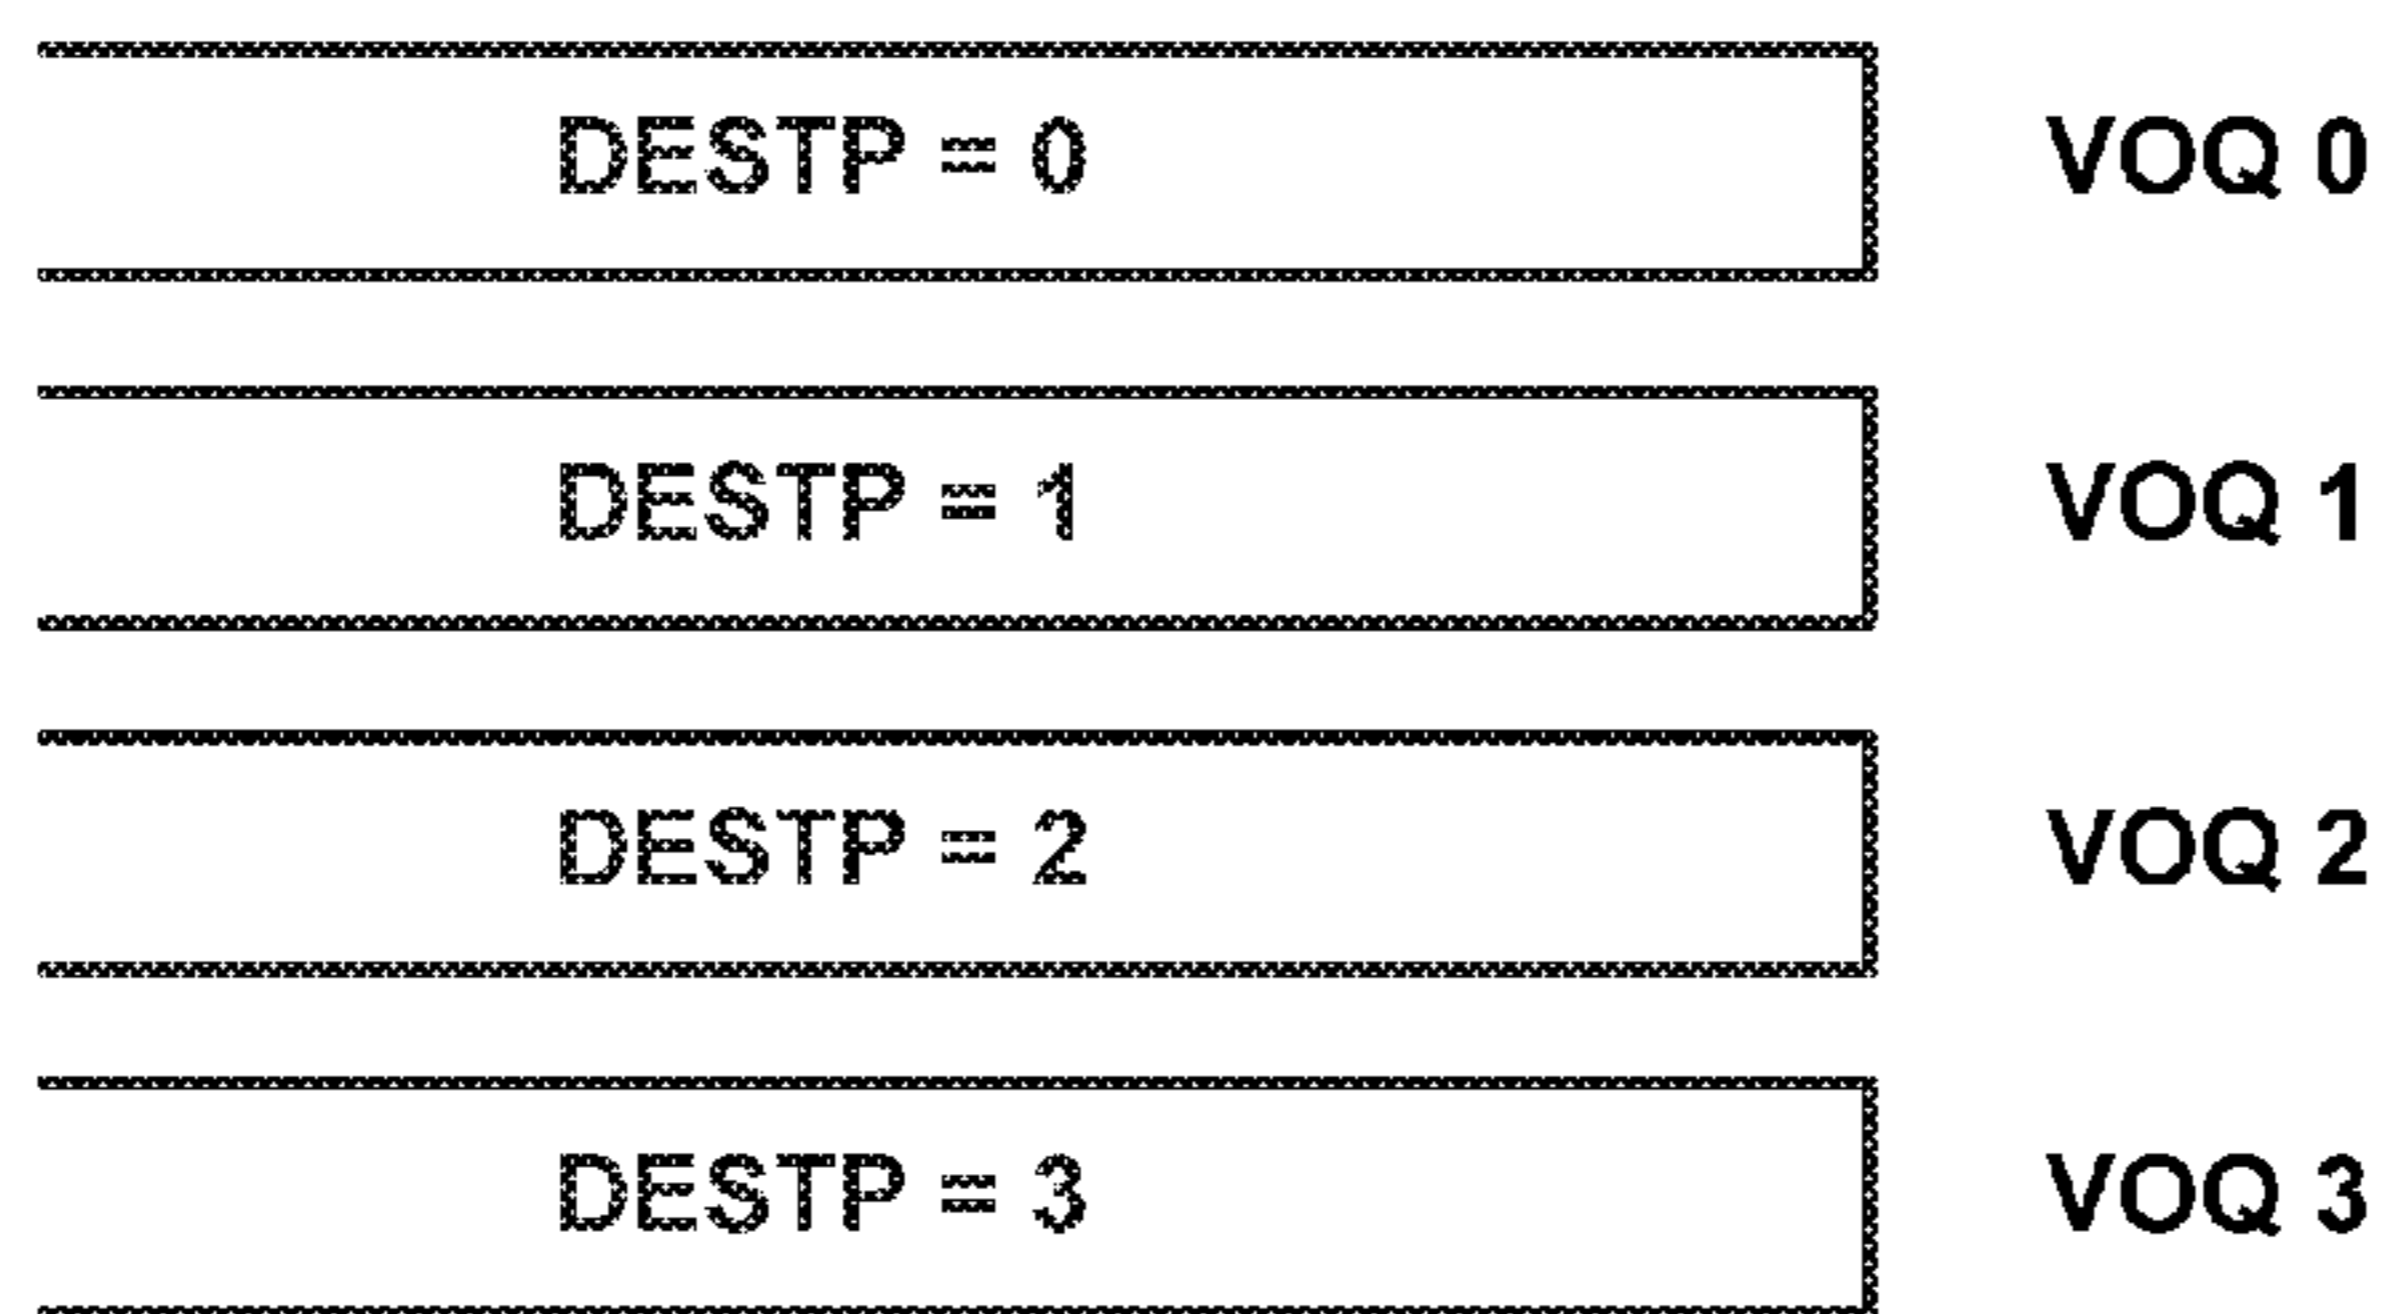 DESTP = 0 VOQ 0
DESTP = 1 VOQ 1
DESTP = 2 VOQ 2
DESTP = 3 VOQ 3